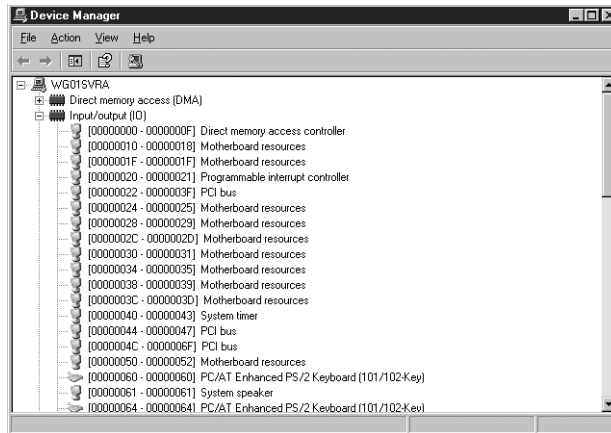 Device Manager
File Action View Help
WG01SVRA
Direct memory access (DMA)
Input/output (IO)
[00000000 - 0000000F] Direct memory access controller
[00000010 - 00000018] Motherboard resources
[0000001F - 0000001F] Motherboard resources
[00000020 - 00000021] Programmable interrupt controller
[00000022 - 0000003F] PCI bus
[00000024 - 00000025] Motherboard resources
[00000028 - 00000029] Motherboard resources
[0000002C - 0000002D] Motherboard resources
[00000030 - 00000031] Motherboard resources
[00000034 - 00000035] Motherboard resources
[00000038 - 00000039] Motherboard resources
[0000003C - 0000003D] Motherboard resources
[00000040 - 00000043] System timer
[00000044 - 00000047] PCI bus
[0000004C - 0000006F] PCI bus
[00000050 - 00000052] Motherboard resources
[00000060 - 00000060] PC/AT Enhanced PS/2 Keyboard (101/102-Key)
[00000061 - 00000061] System speaker
[00000064 - 00000064] PC/AT Enhanced PS/2 Keyboard (101/102-Key)